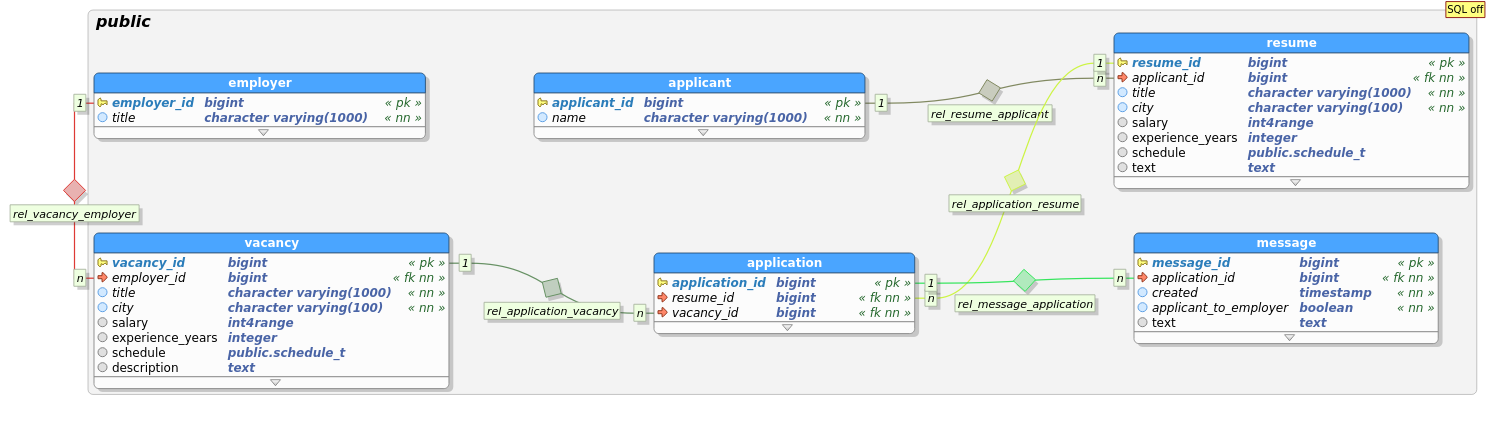 SQL off
public
employer
1 employer_id bigint « pk »
title character varying(1000) « nn »
applicant
applicant_id bigint « pk » 1
name character varying(1000) « nn »
rel_resume_applicant
resume
1 resume_id bigint « pk »
n applicant_id bigint « fk nn »
title character varying(1000) « nn »
city character varying(100) « nn »
salary int4range
experience_years integer
schedule public.schedule_t
text text
rel_vacancy_employer
rel_application_resume
vacancy
vacancy_id bigint « pk » 1
n employer_id bigint « fk nn »
title character varying(1000) « nn »
city character varying(100) « nn »
salary int4range
experience_years integer
schedule public.schedule_t
description text
rel_application_vacancy
application
application_id bigint « pk » 1
resume_id bigint « fk nn » n
n vacancy_id bigint « fk nn »
rel_message_application
message
message_id bigint « pk »
n application_id bigint « fk nn »
created timestamp « nn »
applicant_to_employer boolean « nn »
text text